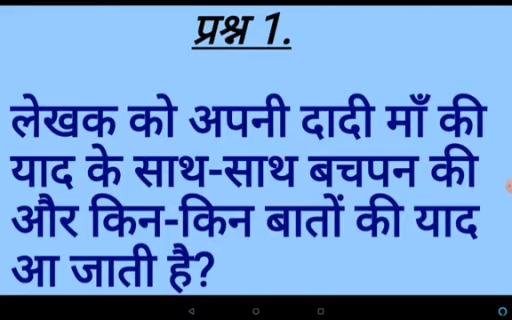 प्रश्न 1.
लेखक को अपनी दादी माँ की
याद के साथ-साथ बचपन की
और किन-किन बातों की याद
आ जाती है?